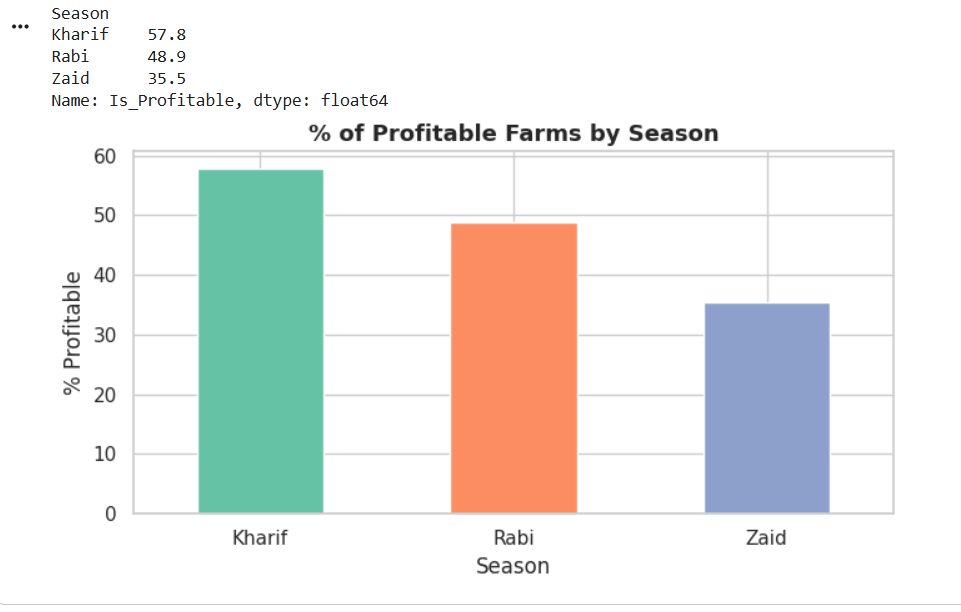 Season
Kharif    57.8
Rabi      48.9
Zaid      35.5
Name: Is_Profitable, dtype: float64
% of Profitable Farms by Season
60
50
40
30
20
10
0
% Profitable
Kharif Rabi Zaid
Season